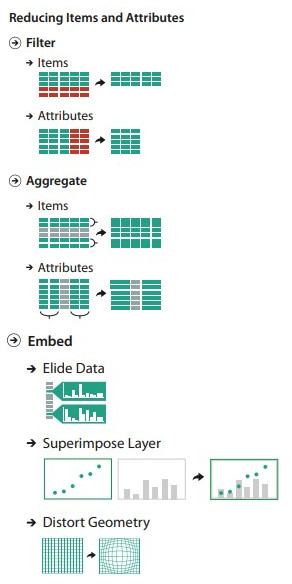 Reducing Items and Attributes
Filter
Items
Attributes
Aggregate
Items
Attributes
Embed
Elide Data
Superimpose Layer
Distort Geometry